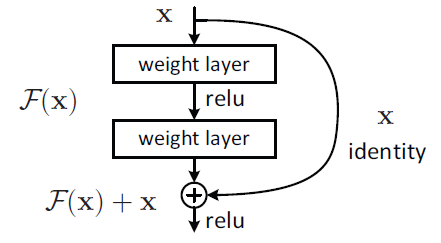 x
weight layer
relu
F(x)
weight layer
x
identity
F(x) + x
relu